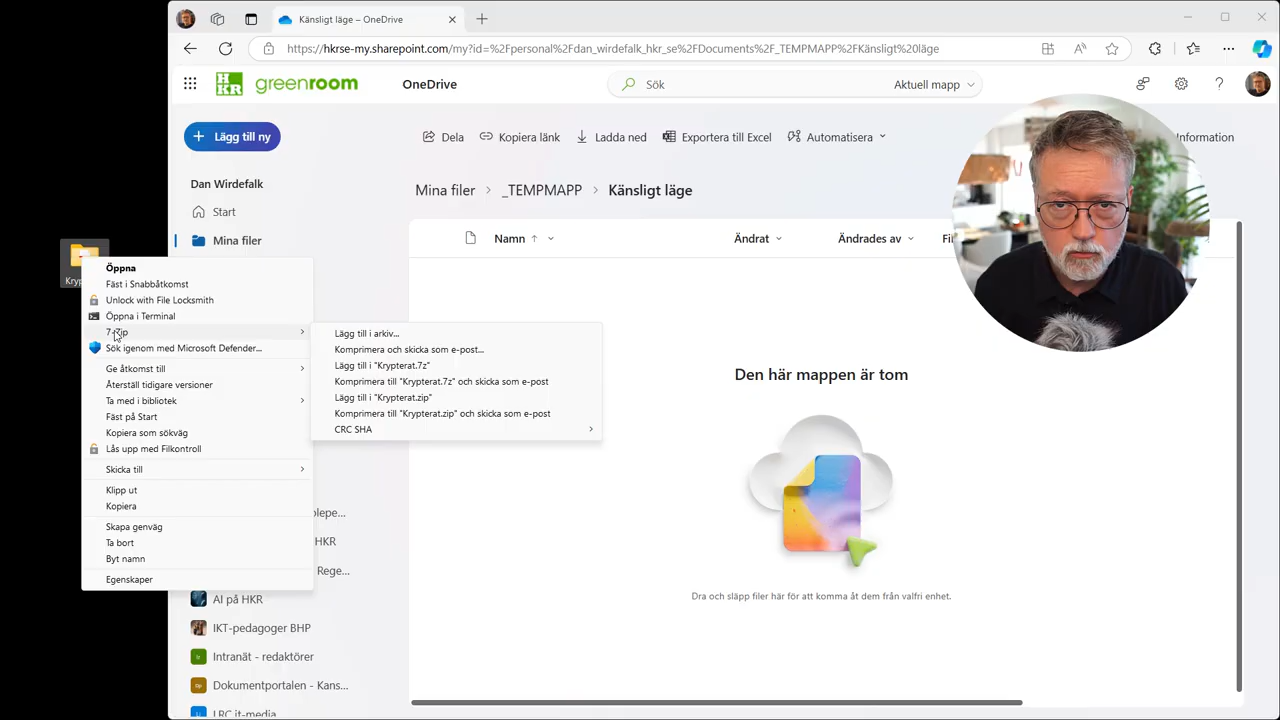 Känsligt läge – OneDrive
https://hkrse-my.sharepoint.com/my?id=%2Fpersonal%2Fdan_wirdefalk_hkr_se%2FDocuments%2F_TEMPMAPP%2FKänsligt%20läge
HKR greenroom
OneDrive
Sök
Aktuell mapp
Lägg till ny
Dela
Kopiera länk
Ladda ned
Exportera till Excel
Automatisera
Information
Dan Wirdefalk
Start
Mina filer
Mina filer > _TEMPMAPP > Känsligt läge
Namn
Ändrat
Ändrades av
Öppna
Fäst i Snabbåtkomst
Unlock with File Locksmith
Öppna i Terminal
7-Zip
Sök igenom med Microsoft Defender...
Ge åtkomst till
Återställ tidigare versioner
Ta med i bibliotek
Fäst på Start
Kopiera som sökväg
Lås upp med Filkontroll
Skicka till
Klipp ut
Kopiera
Skapa genväg
Ta bort
Byt namn
Egenskaper
Lägg till i arkiv...
Komprimera och skicka som e-post...
Lägg till i "Krypterat.7z"
Komprimera till "Krypterat.7z" och skicka som e-post
Lägg till i "Krypterat.zip"
Komprimera till "Krypterat.zip" och skicka som e-post
CRC SHA
Den här mappen är tom
Dra och släpp filer här för att komma åt dem från valfri enhet.
HKR
AI på HKR
IKT-pedagoger BHP
Intranät - redaktörer
Dokumentportalen - Kans...
LRC it-media